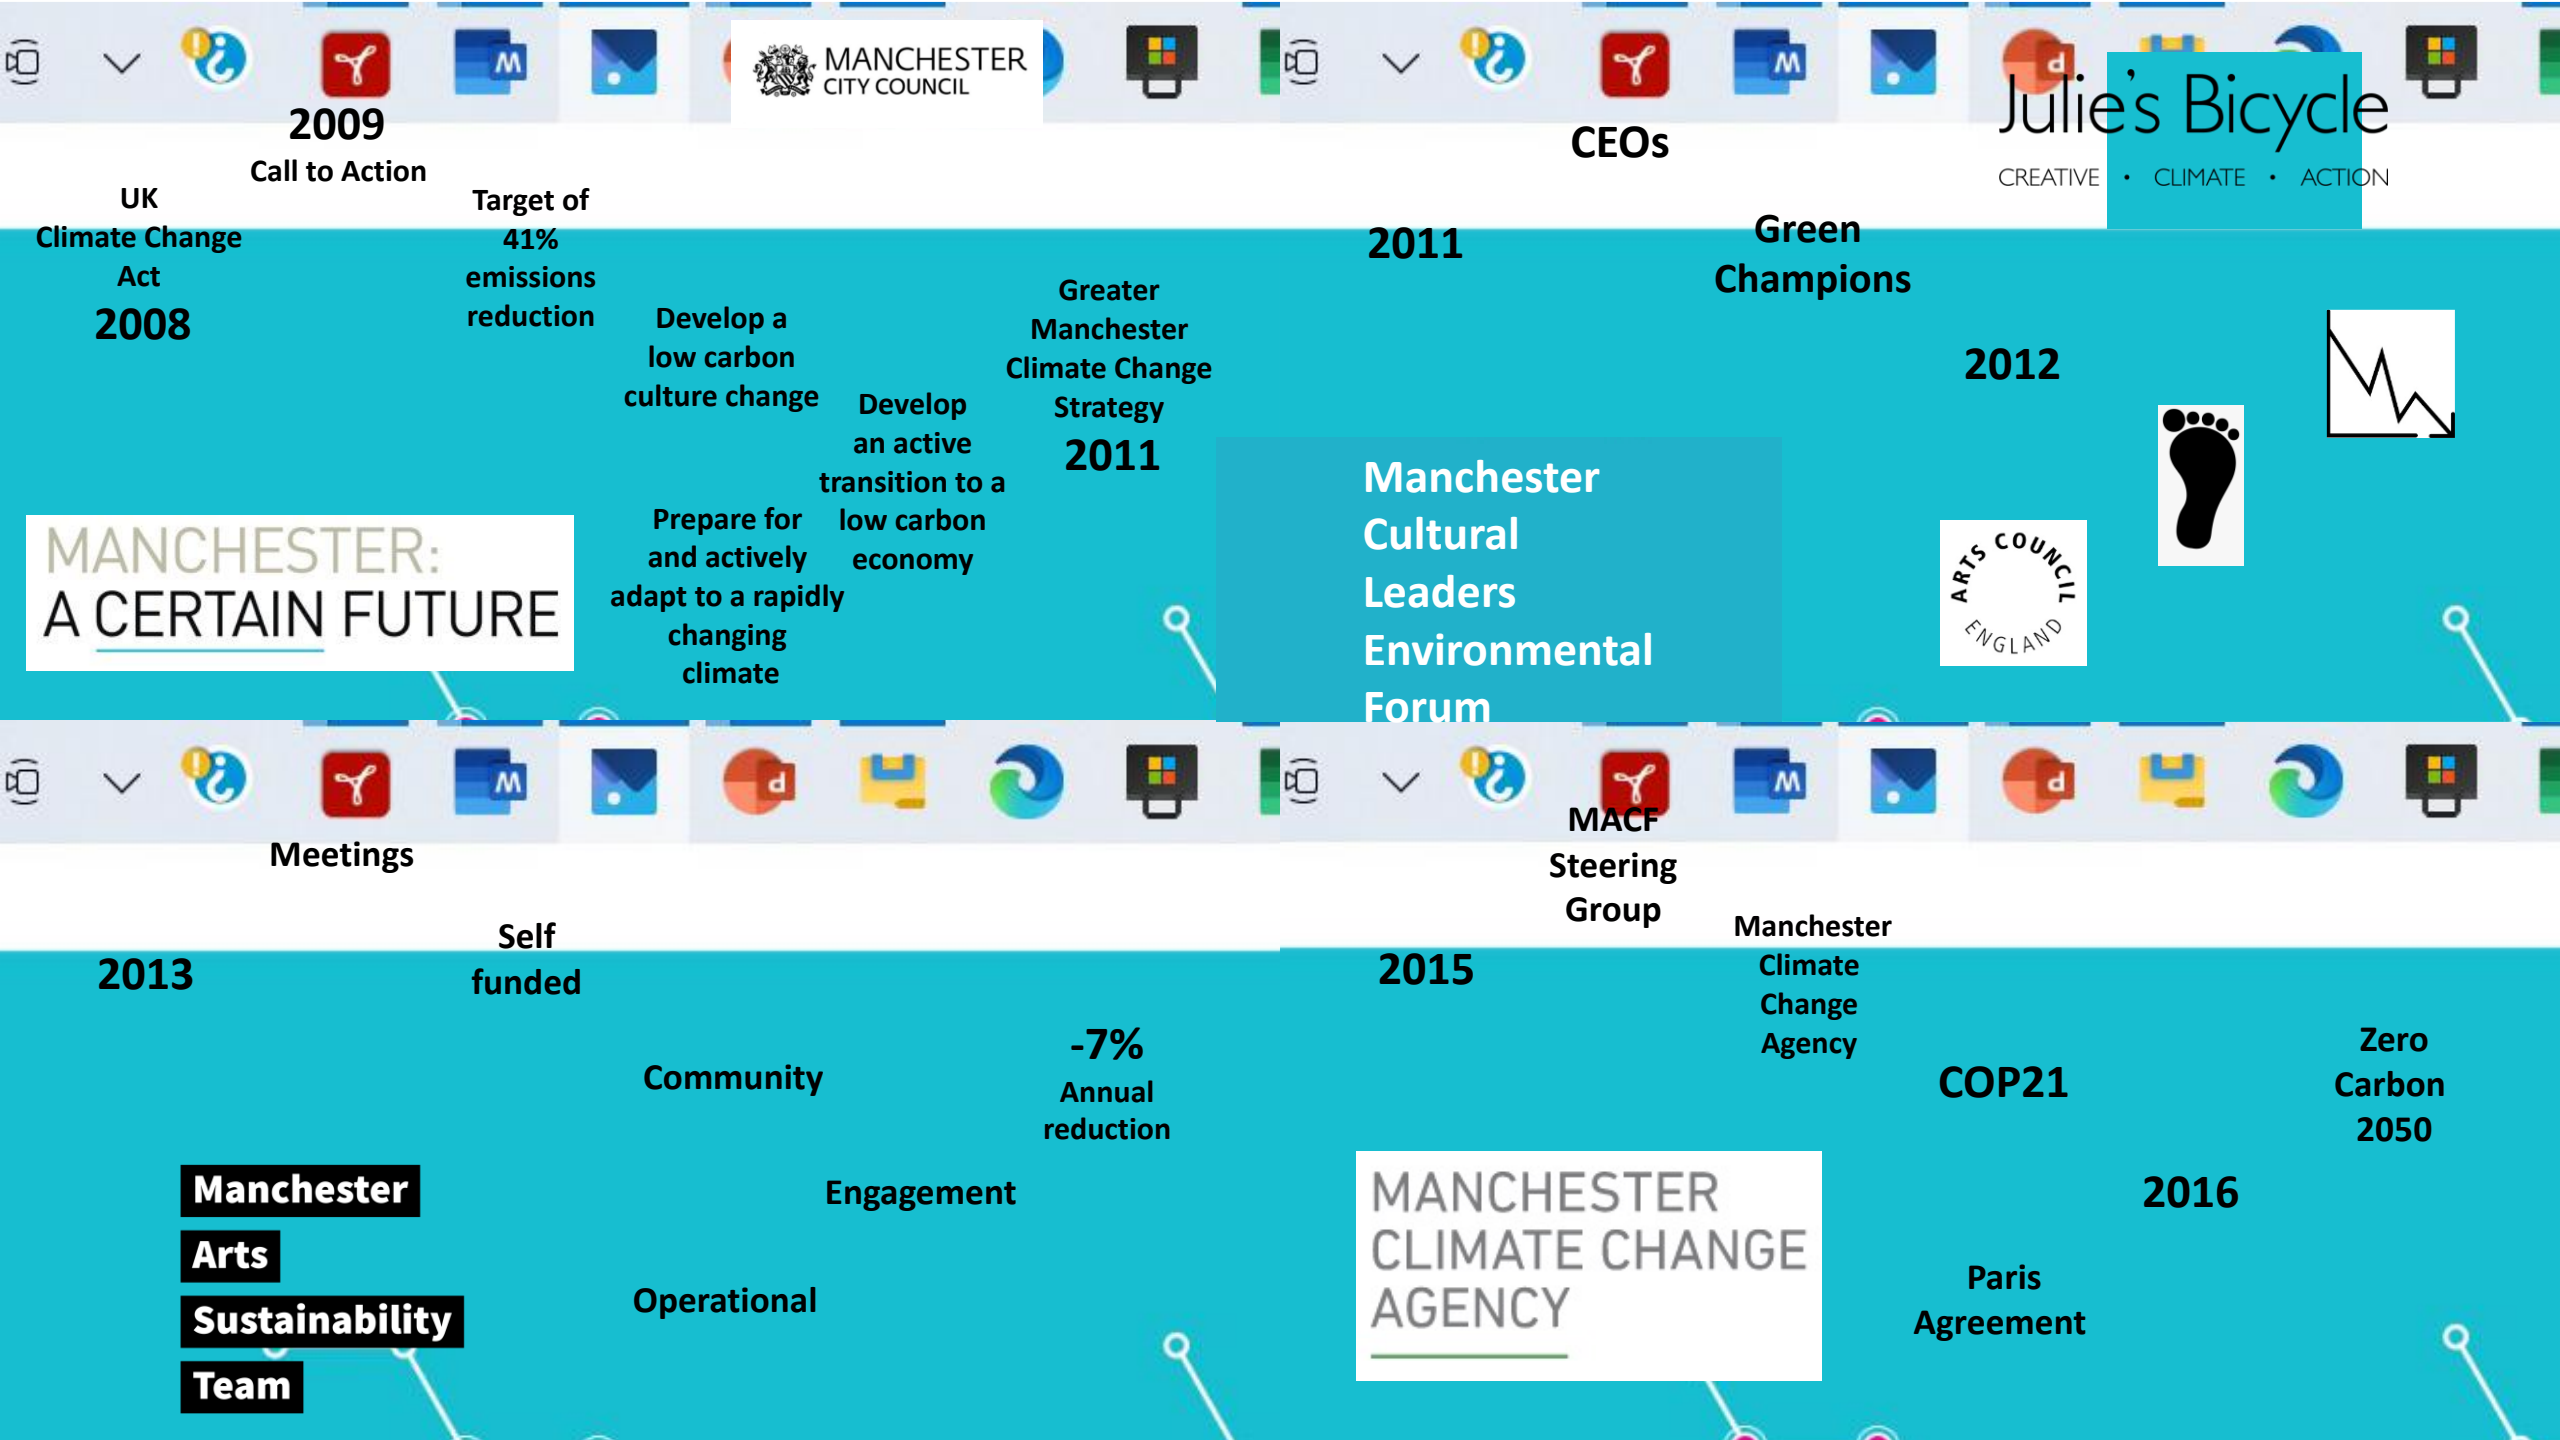 MANCHESTER
CITY COUNCIL
2009
Call to Action
UK
Climate Change
Act
2008
Target of
41%
emissions
reduction
Develop a
low carbon
culture change
Develop
an active
transition to a
low carbon
economy
Greater
Manchester
Climate Change
Strategy
2011
Prepare for
and actively
adapt to a rapidly
changing
climate
MANCHESTER:
A CERTAIN FUTURE
Julie's Bicycle
CREATIVE • CLIMATE • ACTION
CEOs
2011
Green
Champions
2012
Manchester
Cultural
Leaders
Environmental
Forum
ARTS COUNCIL
ENGLAND
Meetings
2013
Self
funded
Community
-7%
Annual
reduction
Engagement
Operational
Manchester
Arts
Sustainability
Team
MACF
Steering
Group
2015
Manchester
Climate
Change
Agency
COP21
Zero
Carbon
2050
2016
Paris
Agreement
MANCHESTER
CLIMATE CHANGE
AGENCY